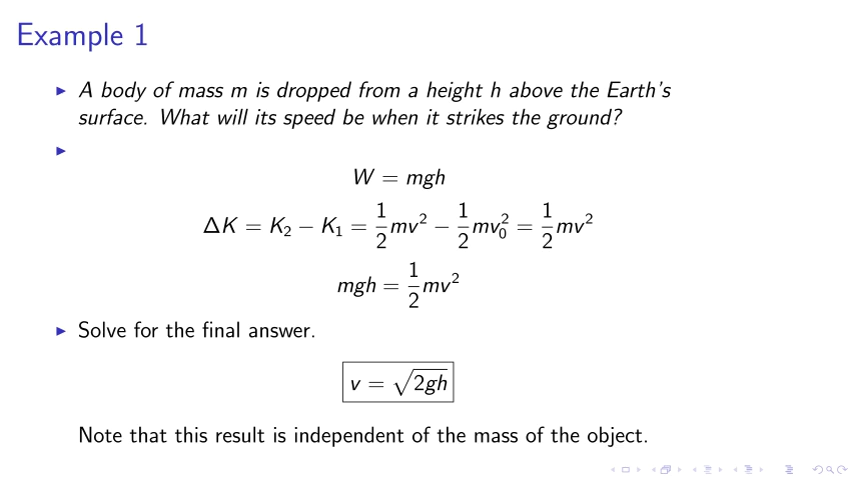 Example 1
A body of mass m is dropped from a height h above the Earth's
surface. What will its speed be when it strikes the ground?
W = mgh
ΔK = K₂ − K₁ = 1/2 mv² − 1/2 mv₀² = 1/2 mv²
mgh = 1/2 mv²
Solve for the final answer.
v = √(2gh)
Note that this result is independent of the mass of the object.